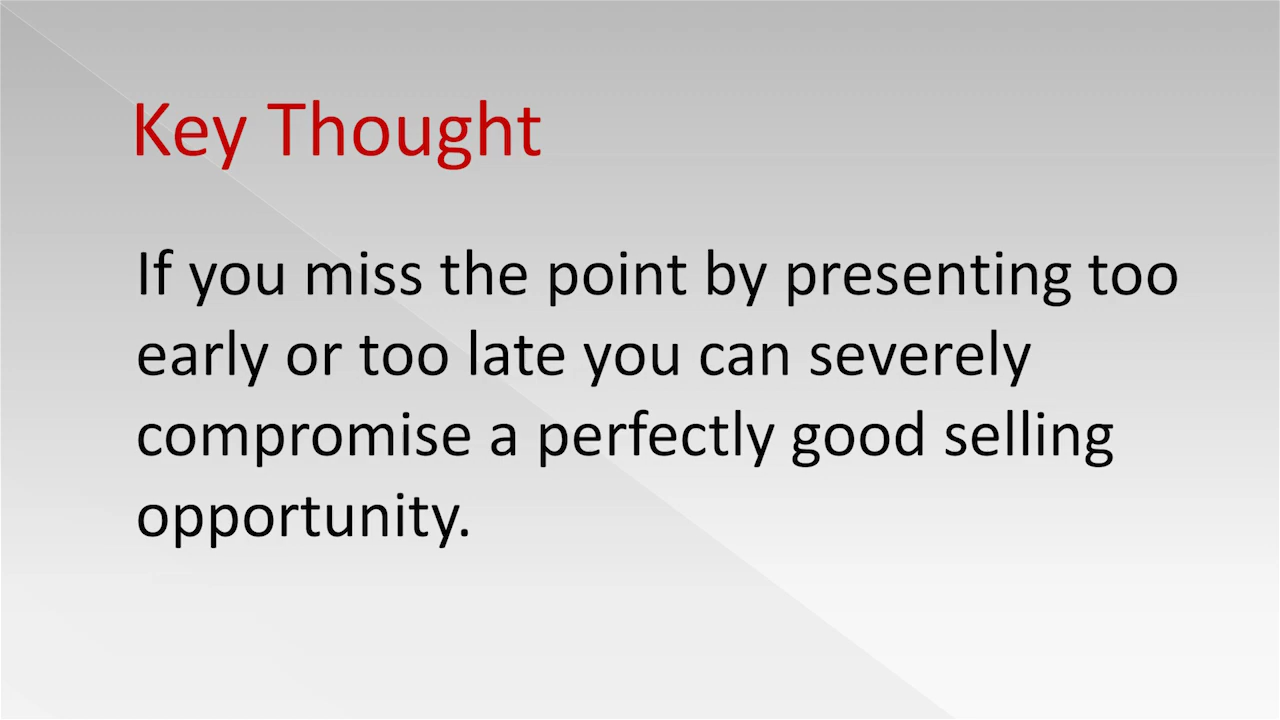 Key Thought
If you miss the point by presenting too
early or too late you can severely
compromise a perfectly good selling
opportunity.